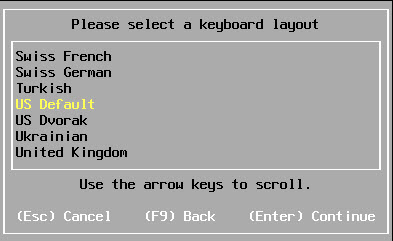 Please select a keyboard layout
Swiss French
Swiss German
Turkish
US Default
US Dvorak
Ukrainian
United Kingdom
Use the arrow keys to scroll.
(Esc) Cancel (F9) Back (Enter) Continue